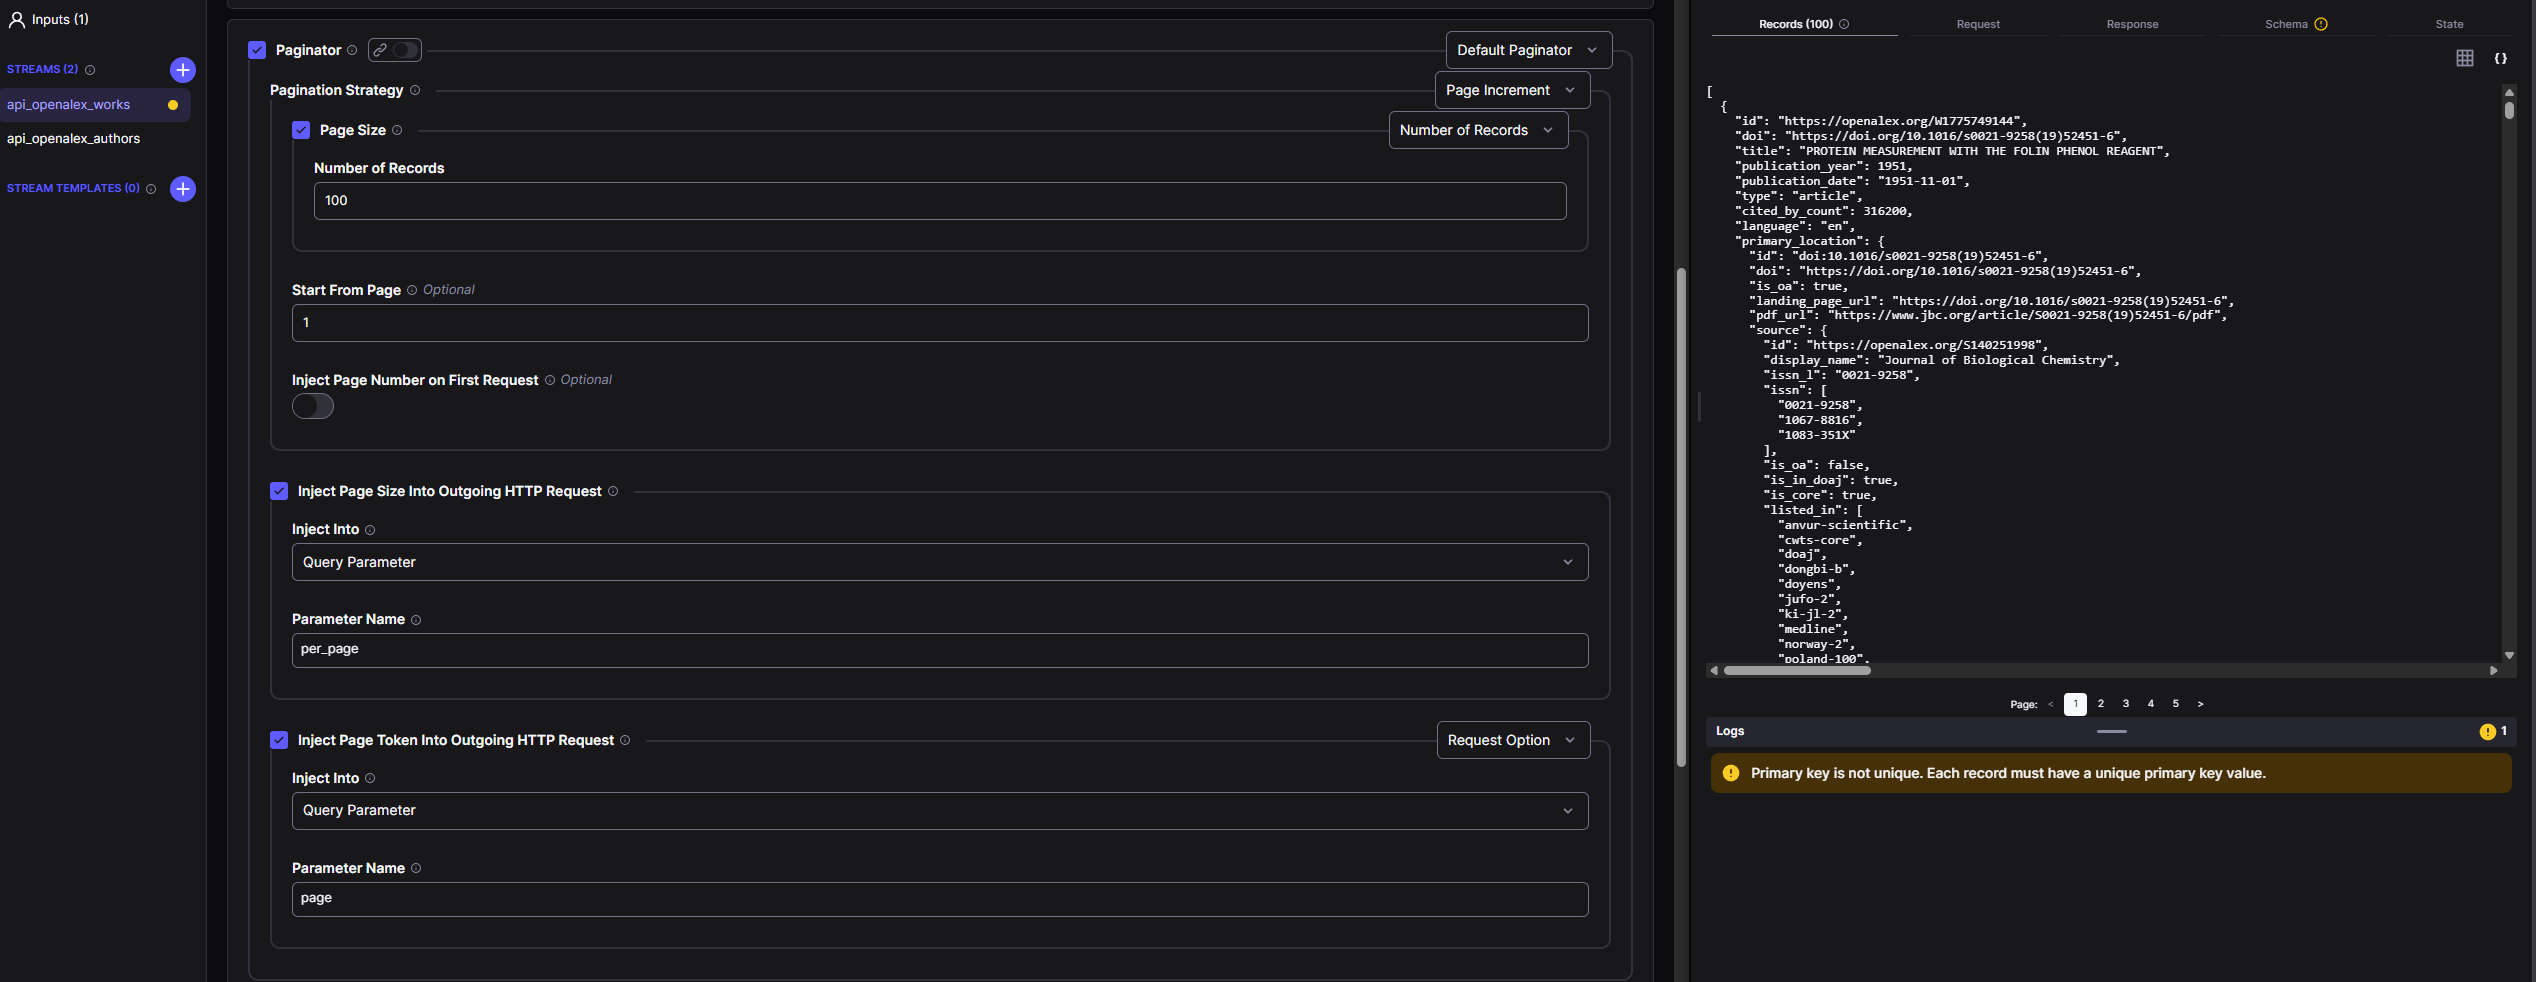 Inputs (1)
STREAMS (2)
api_openalex_works
api_openalex_authors
STREAM TEMPLATES (0)
Paginator
Default Paginator
Pagination Strategy
Page Increment
Page Size
Number of Records
Number of Records
100
Start From Page Optional
1
Inject Page Number on First Request Optional
Inject Page Size Into Outgoing HTTP Request
Inject Into
Query Parameter
Parameter Name
per_page
Inject Page Token Into Outgoing HTTP Request
Request Option
Inject Into
Query Parameter
Parameter Name
page
Records (100)
Request
Response
Schema
State
{}
[
{
"id": "https://openalex.org/W1775749144",
"doi": "https://doi.org/10.1016/s0021-9258(19)52451-6",
"title": "PROTEIN MEASUREMENT WITH THE FOLIN PHENOL REAGENT",
"publication_year": 1951,
"publication_date": "1951-11-01",
"type": "article",
"cited_by_count": 316200,
"language": "en",
"primary_location": {
"id": "doi:10.1016/s0021-9258(19)52451-6",
"doi": "https://doi.org/10.1016/s0021-9258(19)52451-6",
"is_oa": true,
"landing_page_url": "https://doi.org/10.1016/s0021-9258(19)52451-6",
"pdf_url": "https://www.jbc.org/article/S0021-9258(19)52451-6/pdf",
"source": {
"id": "https://openalex.org/S140251998",
"display_name": "Journal of Biological Chemistry",
"issn_l": "0021-9258",
"issn": [
"0021-9258",
"1067-8816",
"1083-351X"
],
"is_oa": false,
"is_in_doaj": true,
"is_core": true,
"listed_in": [
"anvur-scientific",
"cwts-core",
"doaj",
"dongbi-b",
"doyens",
"jufo-2",
"ki-jl-2",
"medline",
"norway-2",
"poland-100",
Page: < 1 2 3 4 5 >
Logs
1
Primary key is not unique. Each record must have a unique primary key value.